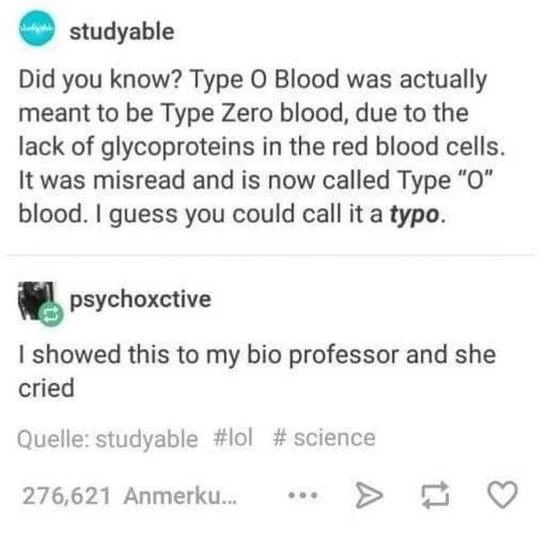 studyable
Did you know? Type O Blood was actually
meant to be Type Zero blood, due to the
lack of glycoproteins in the red blood cells.
It was misread and is now called Type "O"
blood. I guess you could call it a typo.
psychoxctive
I showed this to my bio professor and she
cried
Quelle: studyable #lol # science
276,621 Anmerku...